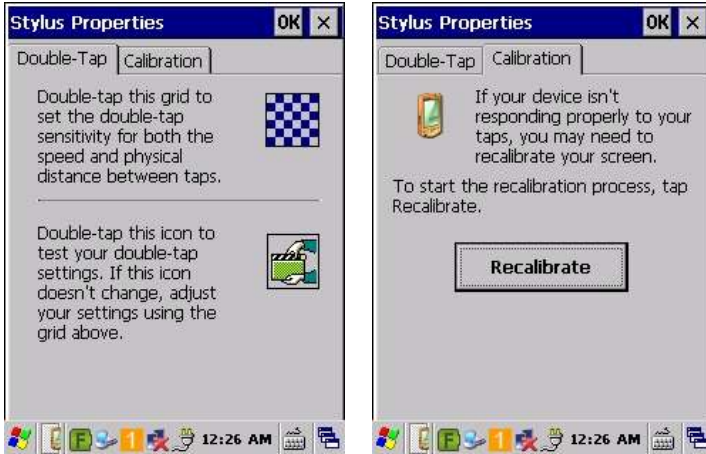 Stylus Properties OK ×
Double-Tap Calibration
Double-tap this grid to
set the double-tap
sensitivity for both the
speed and physical
distance between taps.
Double-tap this icon to
test your double-tap
settings. If this icon
doesn't change, adjust
your settings using the
grid above.
F 1 12:26 AM
Stylus Properties OK ×
Double-Tap Calibration
If your device isn't
responding properly to your
taps, you may need to
recalibrate your screen.
To start the recalibration process, tap
Recalibrate.
Recalibrate
F 1 12:26 AM